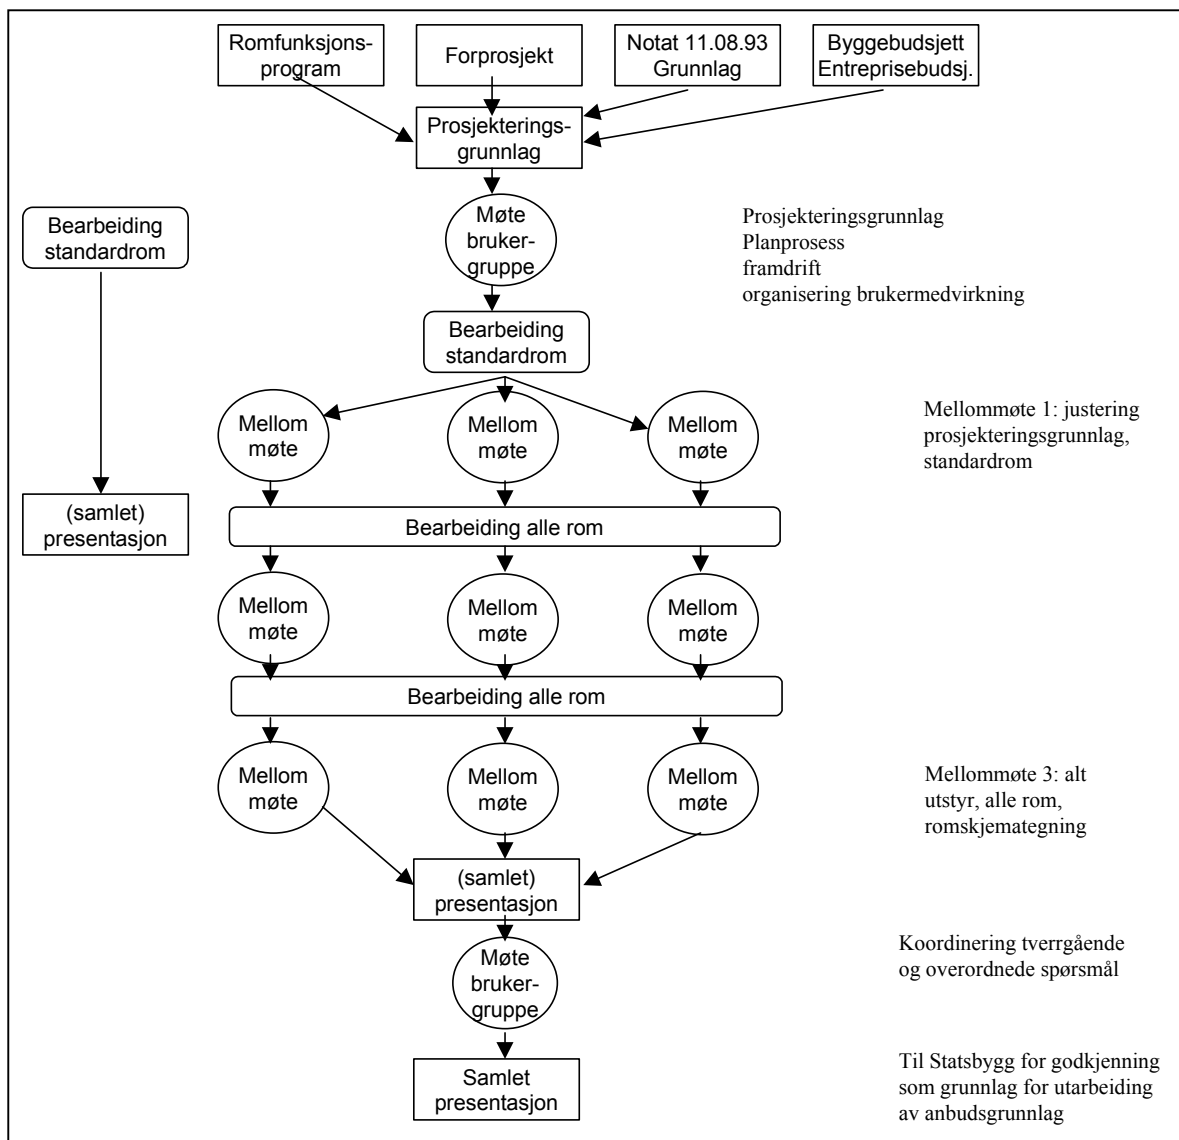 Romfunksjons-
program
Forprosjekt
Notat 11.08.93
Grunnlag
Byggebudsjett
Entreprisebudsj.
Prosjekterings-
grunnlag
Bearbeiding
standardrom
Møte
bruker-
gruppe
Prosjekteringsgrunnlag
Planprosess
framdrift
organisering brukermedvirkning
Bearbeiding
standardrom
Mellom
møte
Mellom
møte
Mellom
møte
Mellommøte 1: justering
prosjekteringsgrunnlag,
standardrom
(samlet)
presentasjon
Bearbeiding alle rom
Mellom
møte
Mellom
møte
Mellom
møte
Bearbeiding alle rom
Mellom
møte
Mellom
møte
Mellom
møte
Mellommøte 3: alt
utstyr, alle rom,
romskjemategning
(samlet)
presentasjon
Møte
bruker-
gruppe
Koordinering tverrgående
og overordnede spørsmål
Samlet
presentasjon
Til Statsbygg for godkjenning
som grunnlag for utarbeiding
av anbudsgrunnlag